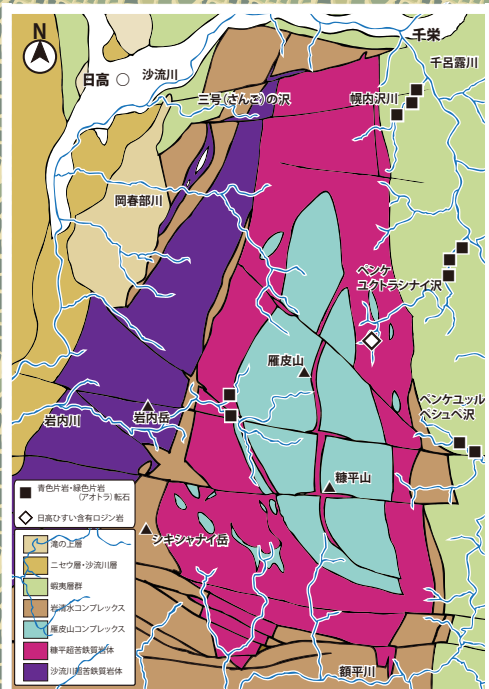 N
千栄
日高
沙流川
千呂露川
三号(さんご)の沢
幌内沢川
岡春部川
ペンケ
ユクトラシナイ沢
雁皮山
ペンケユッル
ペシュペ沢
岩内岳
岩内川
糠平山
青色片岩・緑色片岩
(アオトラ)転石
日高ひすい含有ロジン岩
シキシャナイ岳
滝の上層
ニセウ層・沙流川層
蝦夷層群
岩清水コンプレックス
雁皮山コンプレックス
糠平超苦鉄質岩体
沙流川超苦鉄質岩体
額平川